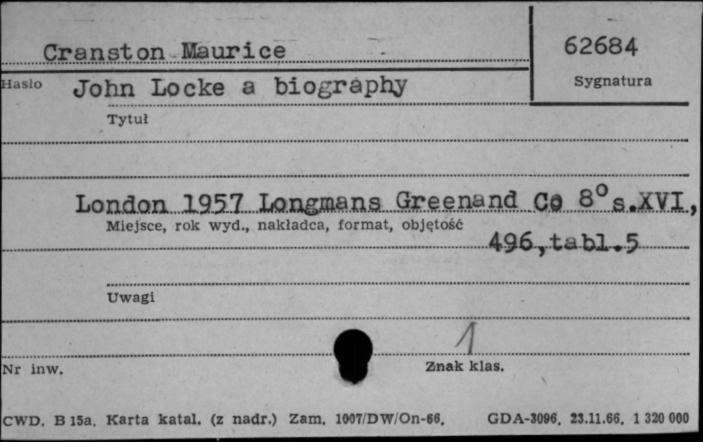 Cranston Maurice
62684
Hasło
John Locke a biography
Sygnatura
Tytuł
London 1957 Longmans Greenand Co 8° s.XVI,
Miejsce, rok wyd., nakładca, format, objętość
496,tabl.5
Uwagi
1
Nr inw.
Znak klas.
CWD. B 15a. Karta katal. (z nadr.) Zam. 1007/DW/On-66. GDA-3096. 23.11.66. 1 320 000